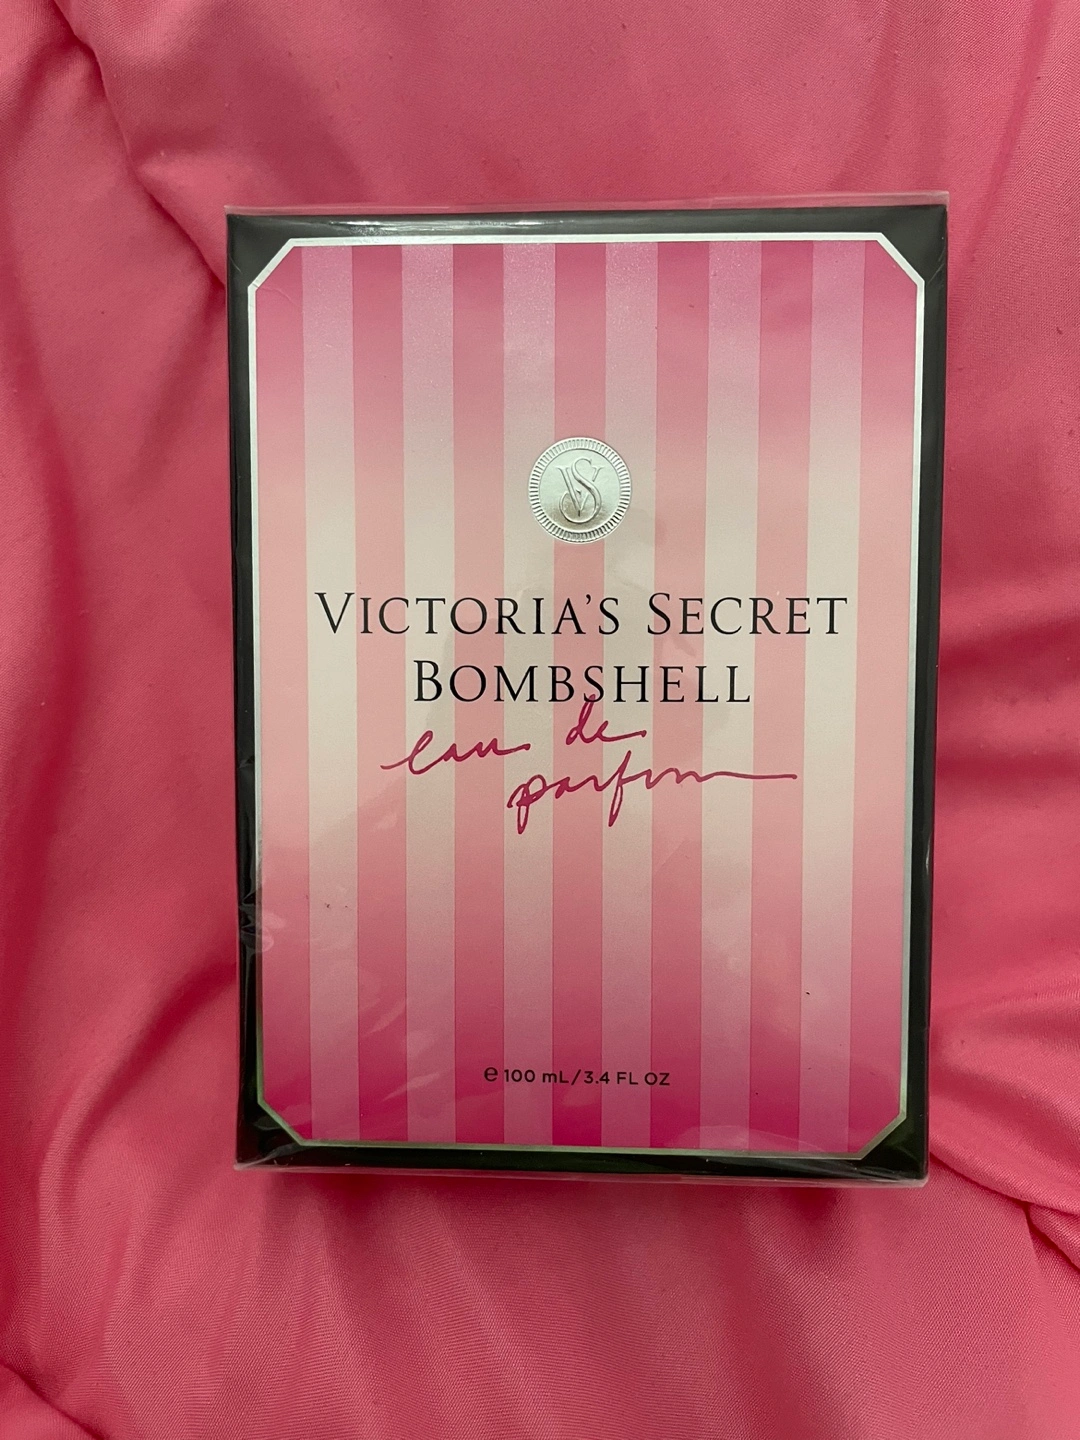 VS
VICTORIA'S SECRET
BOMBSHELL
eau de
parfum
e 100 mL/3.4 FL OZ